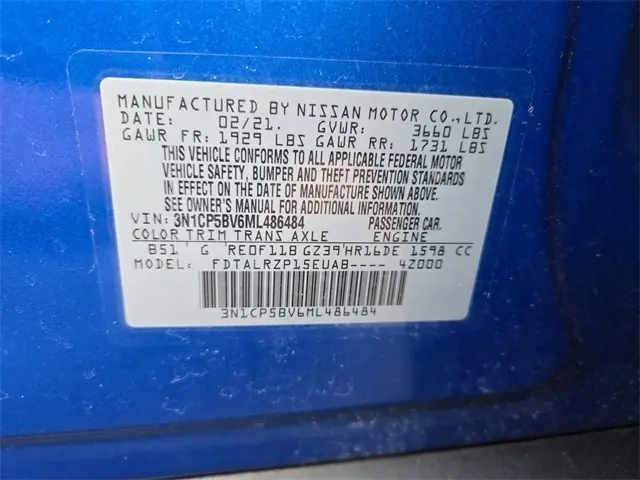 MANUFACTURED BY NISSAN MOTOR CO.,LTD.
DATE: 02/21. GVWR: 3660 LBS
GAWR FR: 1929 LBS GAWR RR: 1731 LBS
THIS VEHICLE CONFORMS TO ALL APPLICABLE FEDERAL MOTOR
VEHICLE SAFETY, BUMPER AND THEFT PREVENTION STANDARDS
IN EFFECT ON THE DATE OF MANUFACTURE SHOWN ABOVE.
SEE OWNER'S MANUAL FOR ADDITIONAL INFORMATION.
VIN: 3N1CP5BV6ML486484 PASSENGER CAR.
COLOR TRIM TRANS AXLE ENGINE
B51 G RE0F11B GZ39 HR16DE 1598 CC
MODEL: FDTALRZP15EUAB---- 4Z000
3N1CP5BV6ML486484